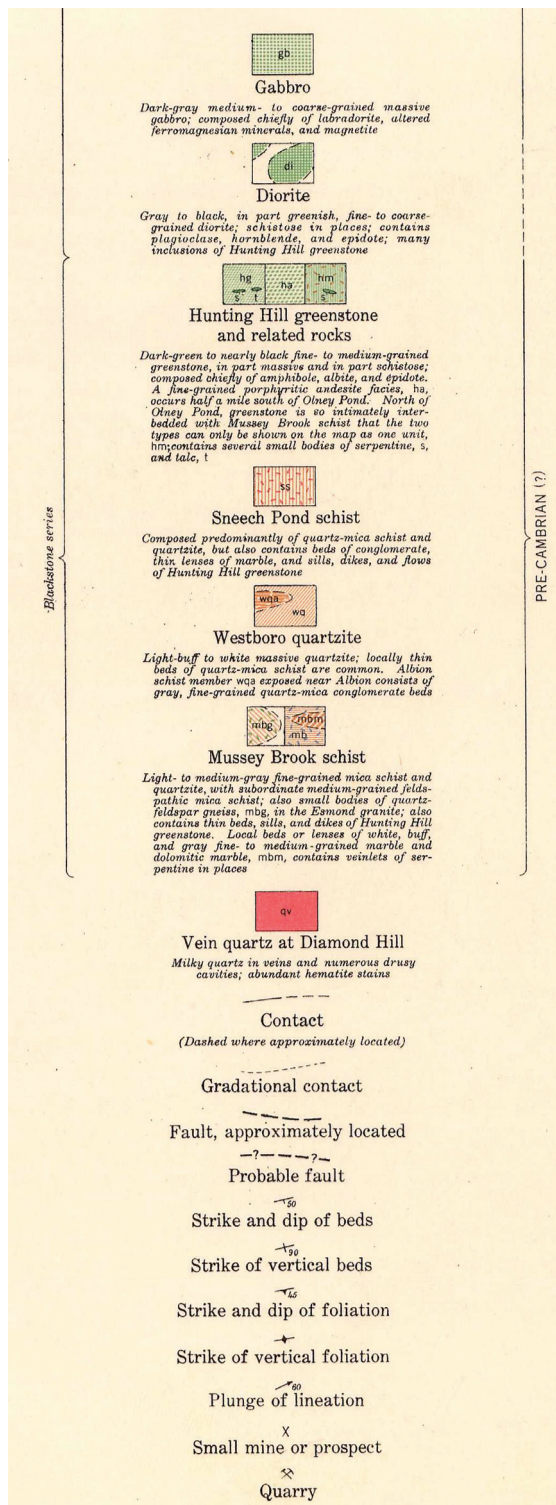 gb
Gabbro
Dark-gray medium- to coarse-grained massive
gabbro; composed chiefly of labradorite, altered
ferromagnesian minerals, and magnetite
di
Diorite
Gray to black, in part greenish, fine- to coarse-
grained diorite; schistose in places; contains
plagioclase, hornblende, and epidote; many
inclusions of Hunting Hill greenstone
hg ha hm
s t s
Hunting Hill greenstone
and related rocks
Dark-green to nearly black fine- to medium-grained
greenstone, in part massive and in part schistose;
composed chiefly of amphibole, albite, and epidote.
A fine-grained porphyritic andesite facies, ha,
occurs half a mile south of Olney Pond. North of
Olney Pond, greenstone is so intimately inter-
bedded with Mussey Brook schist that the two
types can only be shown on the map as one unit,
hm; contains several small bodies of serpentine, s,
and talc, t
ss
Sneech Pond schist
Composed predominantly of quartz-mica schist and
quartzite, but also contains beds of conglomerate,
thin lenses of marble, and sills, dikes, and flows
of Hunting Hill greenstone
Blackstone series
PRE-CAMBRIAN (?)
wqa
wq
Westboro quartzite
Light-buff to white massive quartzite; locally thin
beds of quartz-mica schist are common. Albion
schist member wqa exposed near Albion consists of
gray, fine-grained quartz-mica conglomerate beds
mbg mbm
mb
Mussey Brook schist
Light- to medium-gray fine-grained mica schist and
quartzite, with subordinate medium-grained felds-
pathic mica schist; also small bodies of quartz-
feldspar gneiss, mbg, in the Esmond granite; also
contains thin beds, sills, and dikes of Hunting Hill
greenstone. Local beds or lenses of white, buff,
and gray fine- to medium-grained marble and
dolomitic marble, mbm, contains veinlets of ser-
pentine in places
qv
Vein quartz at Diamond Hill
Milky quartz in veins and numerous drusy
cavities; abundant hematite stains
Contact
(Dashed where approximately located)
Gradational contact
Fault, approximately located
? ?
Probable fault
50
Strike and dip of beds
90
Strike of vertical beds
45
Strike and dip of foliation
Strike of vertical foliation
60
Plunge of lineation
X
Small mine or prospect
Quarry